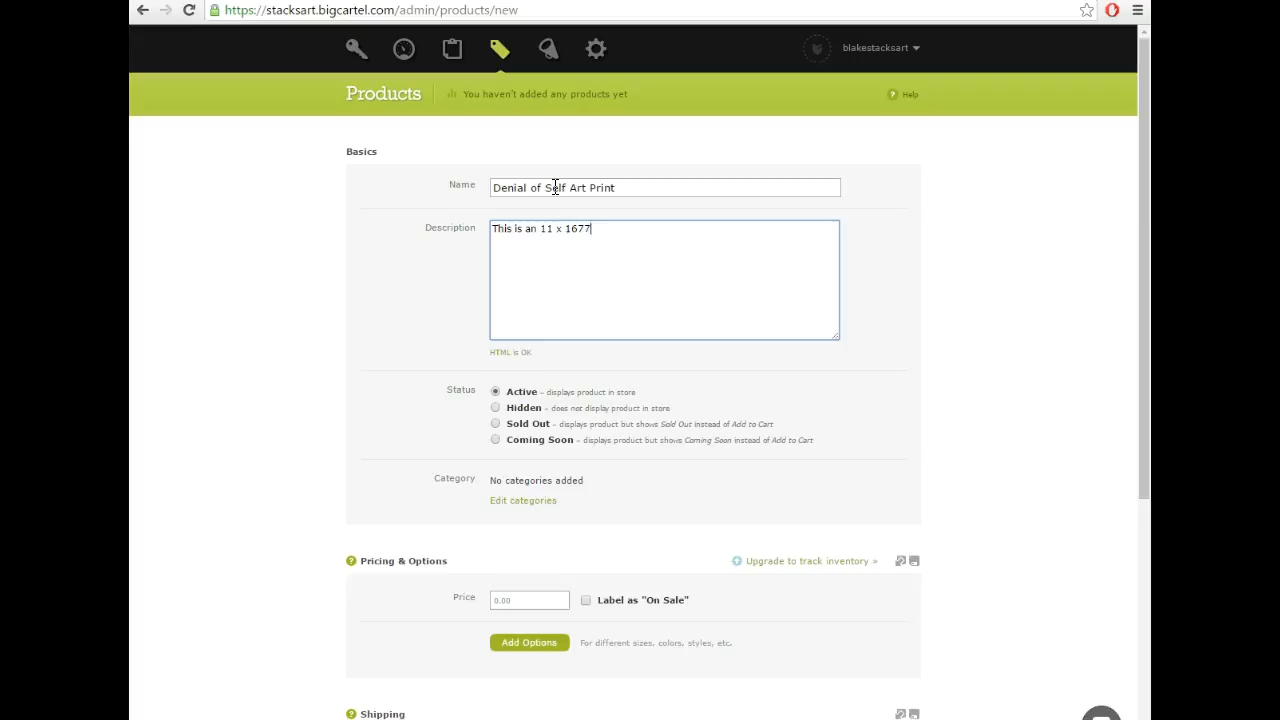 https://stacksart.bigcartel.com/admin/products/new
blakestacksart
Products
You haven't added any products yet
Help
Basics
Name
Denial of Self Art Print
Description
This is an 11 x 1677
HTML is OK
Status
Active – displays product in store
Hidden – does not display product in store
Sold Out – displays product but shows Sold Out instead of Add to Cart
Coming Soon – displays product but shows Coming Soon instead of Add to Cart
Category
No categories added
Edit categories
? Pricing & Options
Upgrade to track inventory »
Price
0.00
Label as "On Sale"
Add Options
For different sizes, colors, styles, etc.
? Shipping